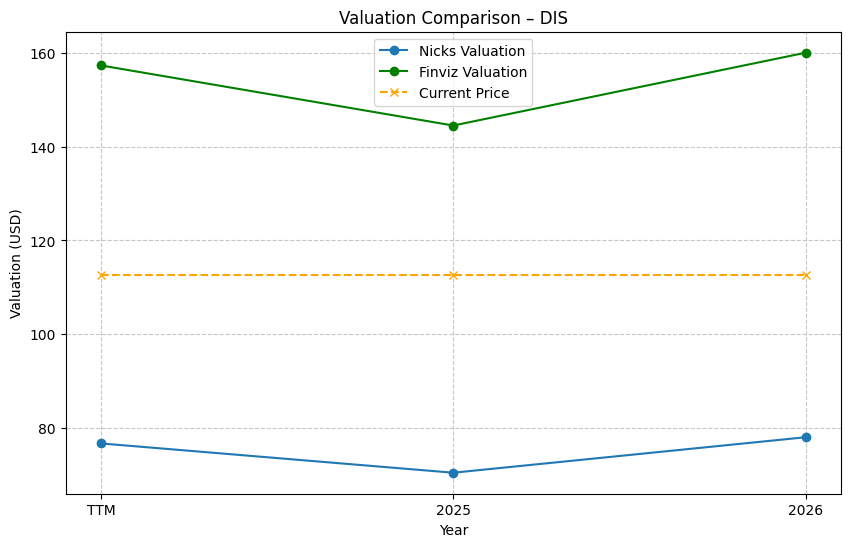 Valuation Comparison – DIS
Nicks Valuation
Finviz Valuation
Current Price
Valuation (USD)
160
140
120
100
80
TTM
2025
2026
Year